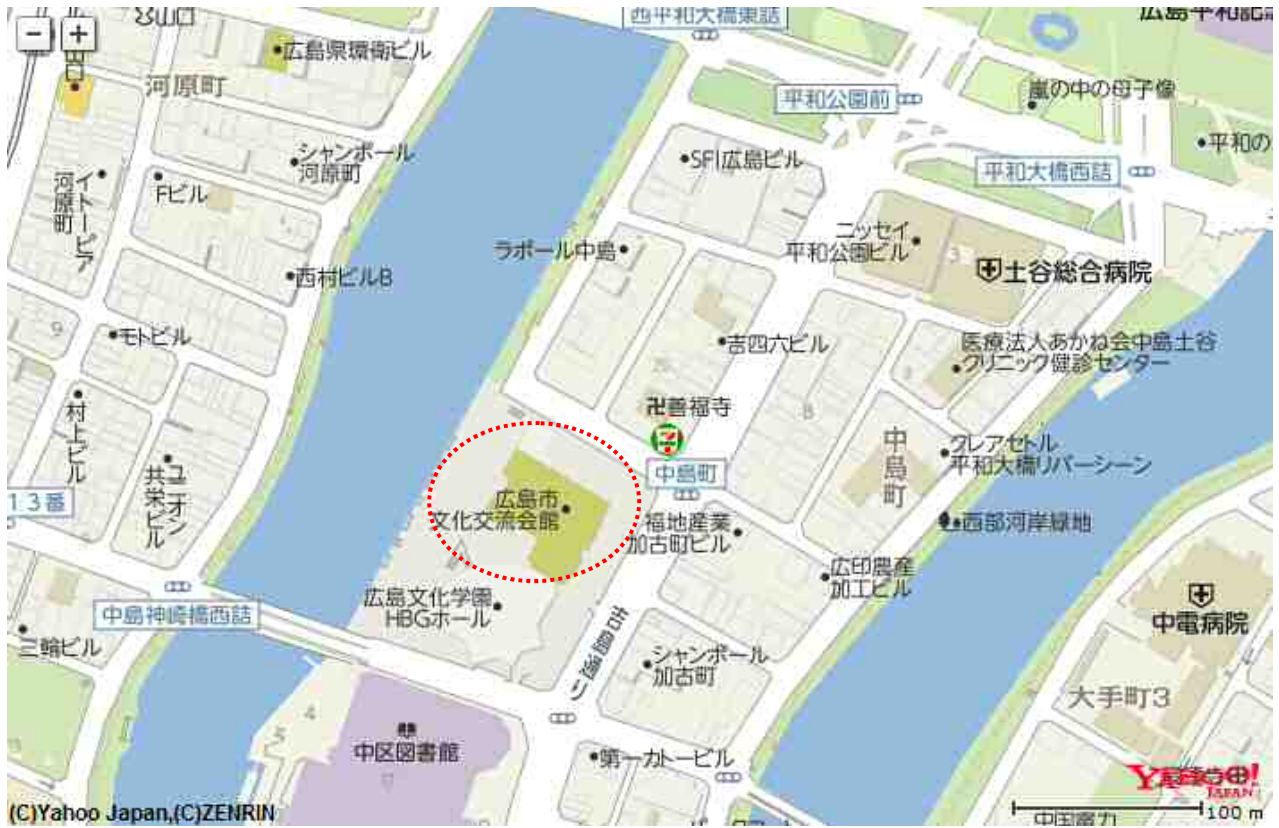 西平和大橋東詰
広島県環衛ビル
河原町
平和公園前
嵐の中の母子像
シャンボール
河原町
SFI広島ビル
平和の
平和大橋西詰
イトーピア
河原町
Fビル
ニッセイ
平和公園ビル
ラポール中島
土谷総合病院
西村ビルB
9
モトビル
吉四六ビル
医療法人あかね会中島土谷
クリニック健診センター
卍善福寺
8
村上ビル
中島町
クレアセトル
平和大橋リバーシーン
中島町
ユニオン
共栄ビル
13番
広島市
文化交流会館
福地産業
加古町ビル
西部河岸緑地
広印農産
加工ビル
中島神崎橋西詰
広島文化学園
HBGホール
中電病院
三輪ビル
シャンボール
加古町
大手町3
4
5
中区図書館
第一カトービル
YAHOO!
JAPAN
100 m
(C)Yahoo Japan,(C)ZENRIN